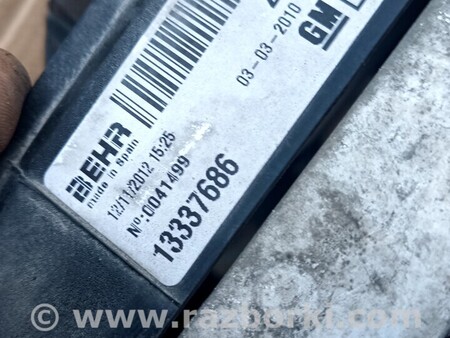 03-03-2010
GM
BEHR
made in Spain
12/11/2012 15:25
Nº:0041499
13337686
© www.razborki.com